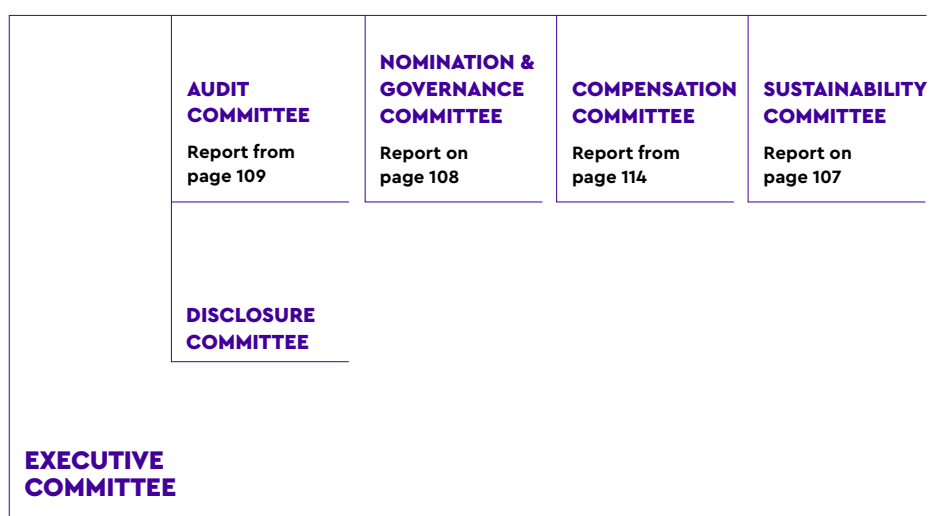 AUDIT
COMMITTEE
Report from
page 109
NOMINATION &
GOVERNANCE
COMMITTEE
Report on
page 108
COMPENSATION
COMMITTEE
Report from
page 114
SUSTAINABILITY
COMMITTEE
Report on
page 107
DISCLOSURE
COMMITTEE
EXECUTIVE
COMMITTEE